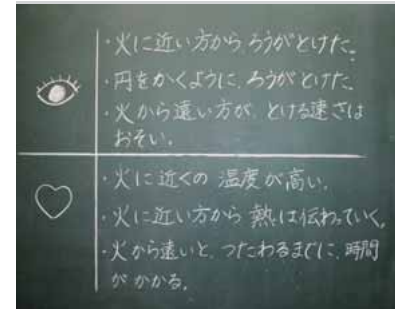 ・火に近い方から、ろうがとけた。
・円をかくように、ろうがとけた。
・火から遠い方が、とける速さは
おそい。
・火に近くの 温度が高い。
・火に近い方から 熱は伝わっていく。
・火から遠いと、つたわるまでに、時間
がかかる。